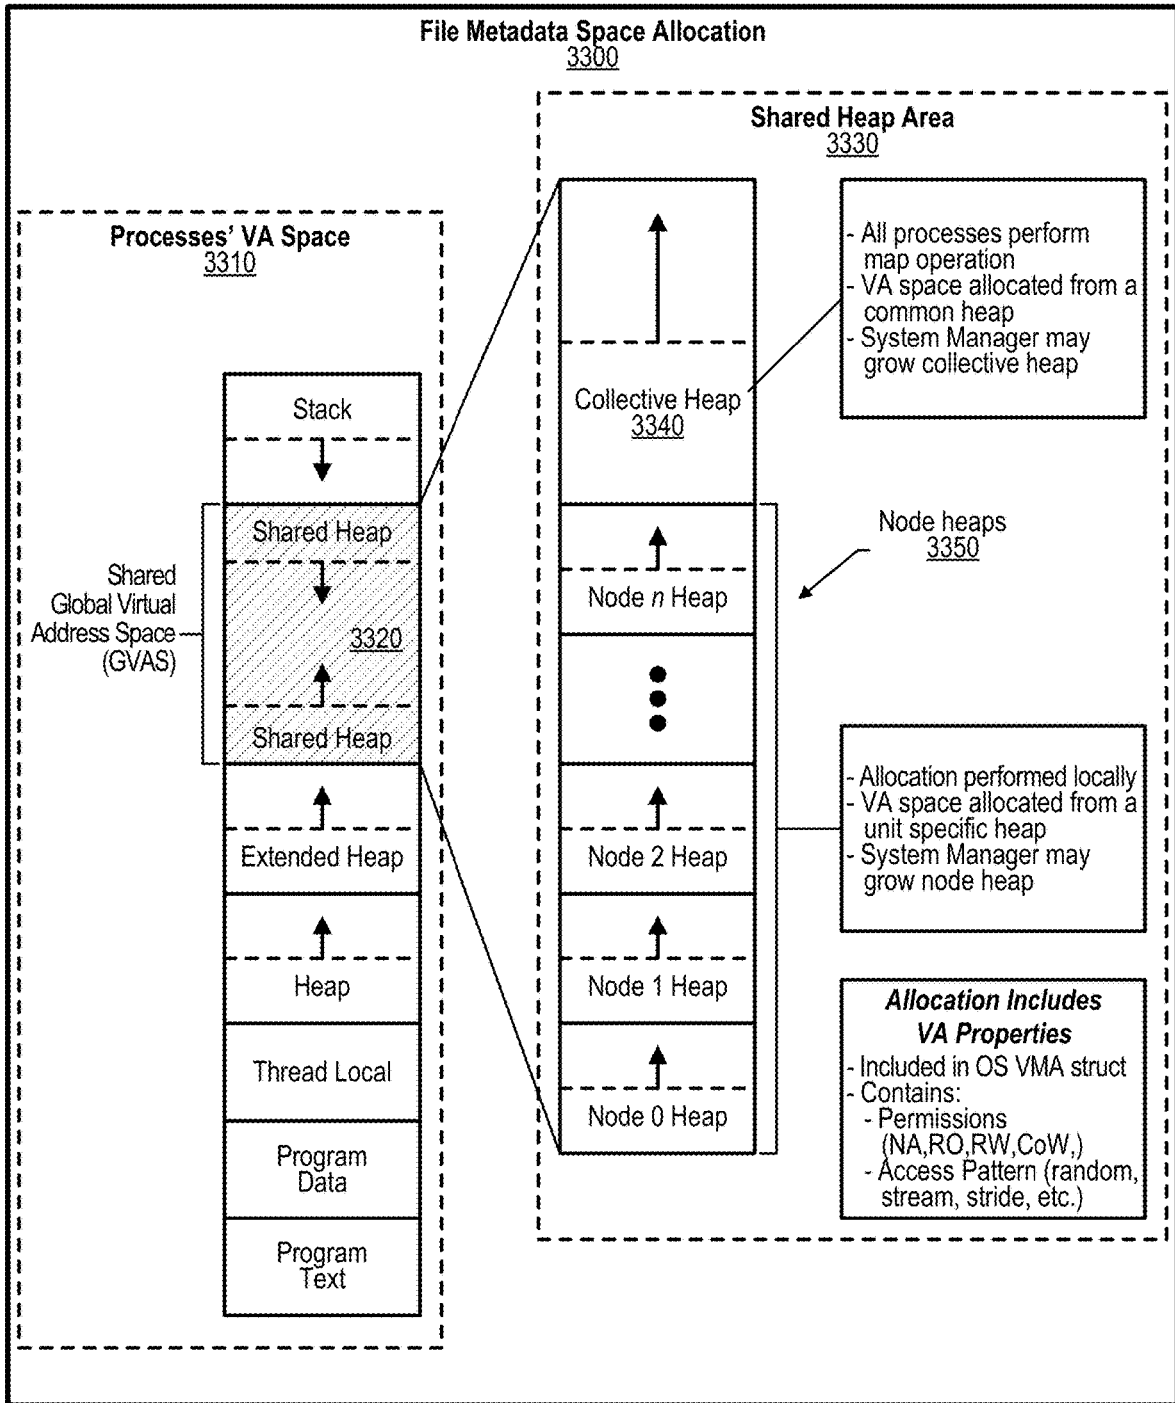 File Metadata Space Allocation
3300
Processes' VA Space
3310
Stack
Shared Heap
3320
Shared Heap
Shared
Global Virtual
Address Space
(GVAS)
Extended Heap
Heap
Thread Local
Program
Data
Program
Text
Shared Heap Area
3330
Collective Heap
3340
Node n Heap
Node 2 Heap
Node 1 Heap
Node 0 Heap
- All processes perform
map operation
- VA space allocated from a
common heap
- System Manager may
grow collective heap
Node heaps
3350
- Allocation performed locally
- VA space allocated from a
unit specific heap
- System Manager may
grow node heap
Allocation Includes
VA Properties
- Included in OS VMA struct
- Contains:
- Permissions
(NA,RO,RW,CoW,)
- Access Pattern (random,
stream, stride, etc.)